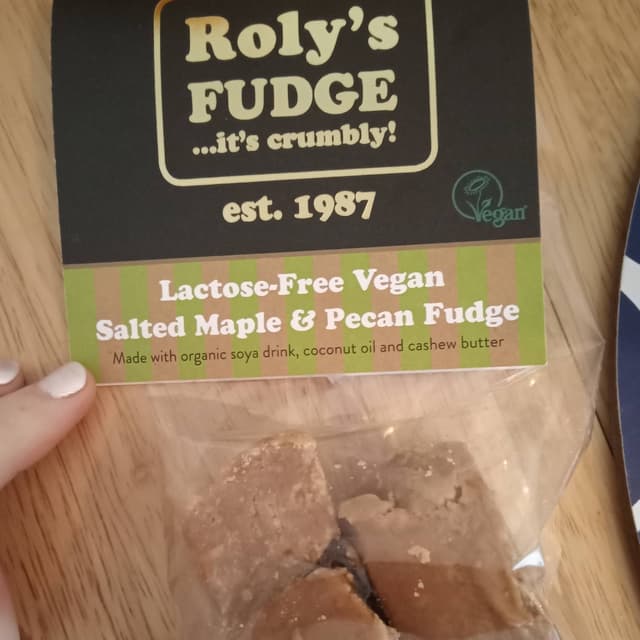 Roly's
FUDGE
...it's crumbly!
est. 1987
Vegan
Lactose-Free Vegan
Salted Maple & Pecan Fudge
Made with organic soya drink, coconut oil and cashew butter